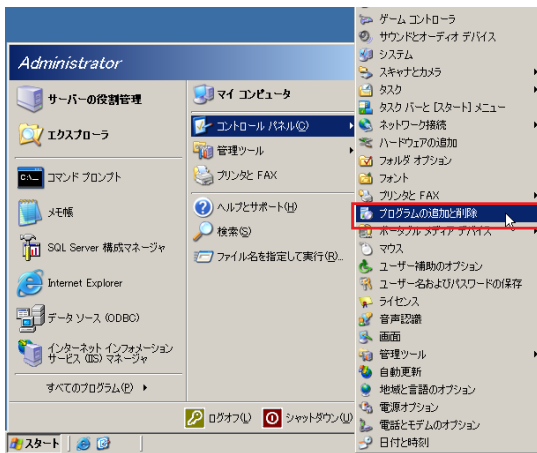 Administrator
サーバーの役割管理
エクスプローラ
コマンド プロンプト
メモ帳
SQL Server 構成マネージャ
Internet Explorer
データ ソース (ODBC)
インターネット インフォメーション
サービス (IIS) マネージャ
すべてのプログラム(P)
マイ コンピュータ
コントロール パネル(C)
管理ツール
プリンタと FAX
ヘルプとサポート(H)
検索(S)
ファイル名を指定して実行(R)...
ログオフ(L)
シャットダウン(U)
スタート
ゲーム コントローラ
サウンドとオーディオ デバイス
システム
スキャナとカメラ
タスク
タスク バーと [スタート] メニュー
ネットワーク接続
ハードウェアの追加
フォルダ オプション
フォント
プリンタと FAX
プログラムの追加と削除
ポータブル メディア デバイス
マウス
ユーザー補助のオプション
ユーザー名およびパスワードの保存
ライセンス
音声認識
画面
管理ツール
自動更新
地域と言語のオプション
電源オプション
電話とモデムのオプション
日付と時刻